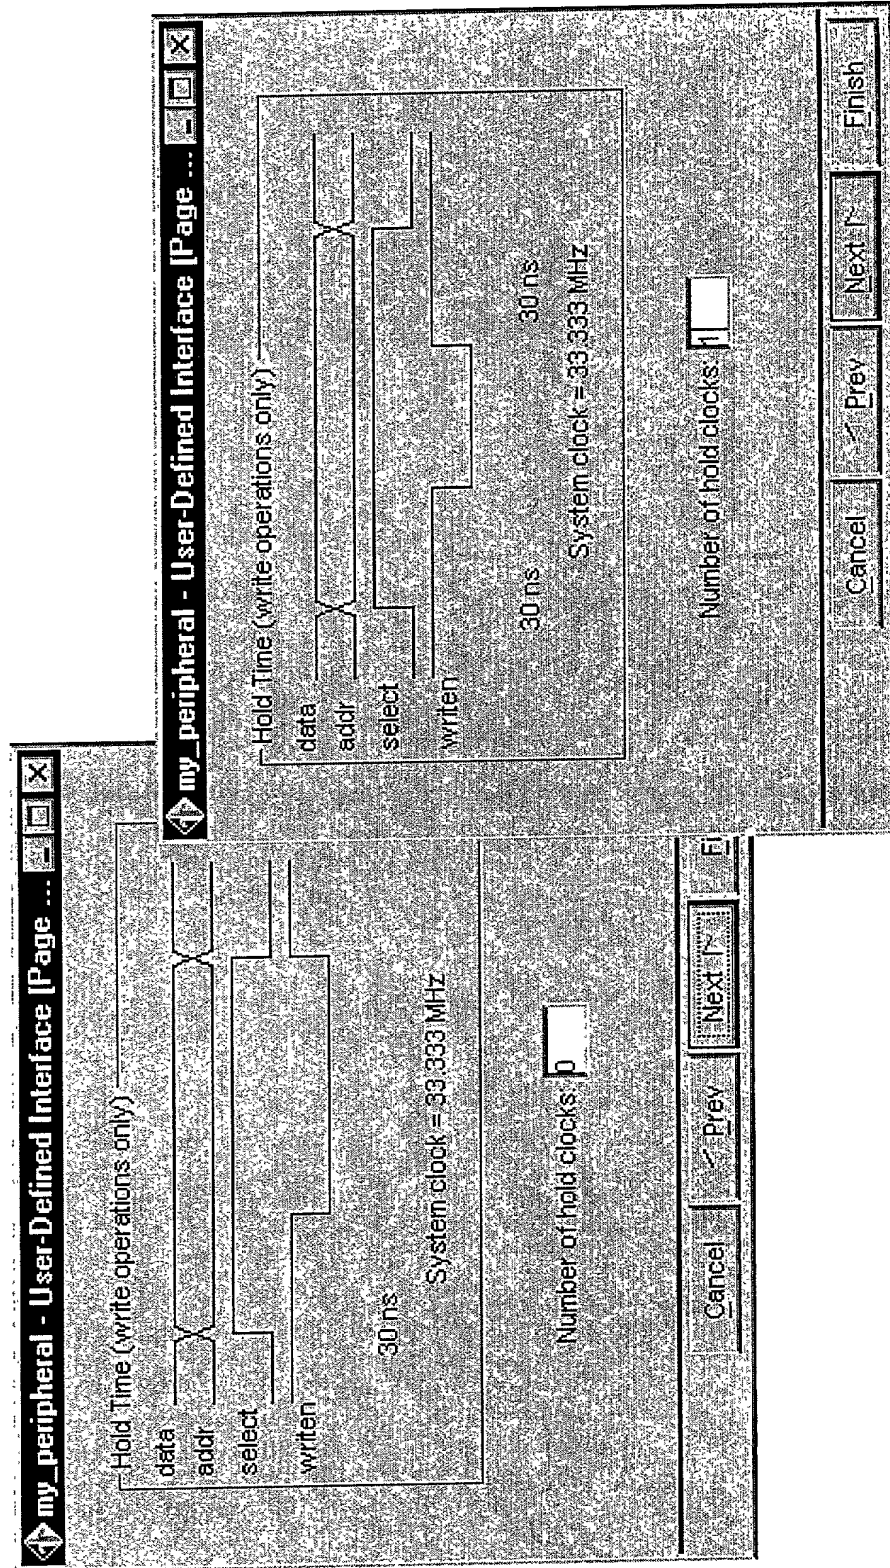 my_peripheral - User-Defined Interface [Page ...
Hold Time (write operations only)
data
addr
select
writen
30 ns
System clock = 33.333 MHz
Number of hold clocks: 0
Cancel
< Prev
Next >
Fi
my_peripheral - User-Defined Interface [Page ...
Hold Time (write operations only)
data
addr
select
writen
30 ns
30 ns
System clock = 33.333 MHz
Number of hold clocks: 1
Cancel
< Prev
Next >
Finish